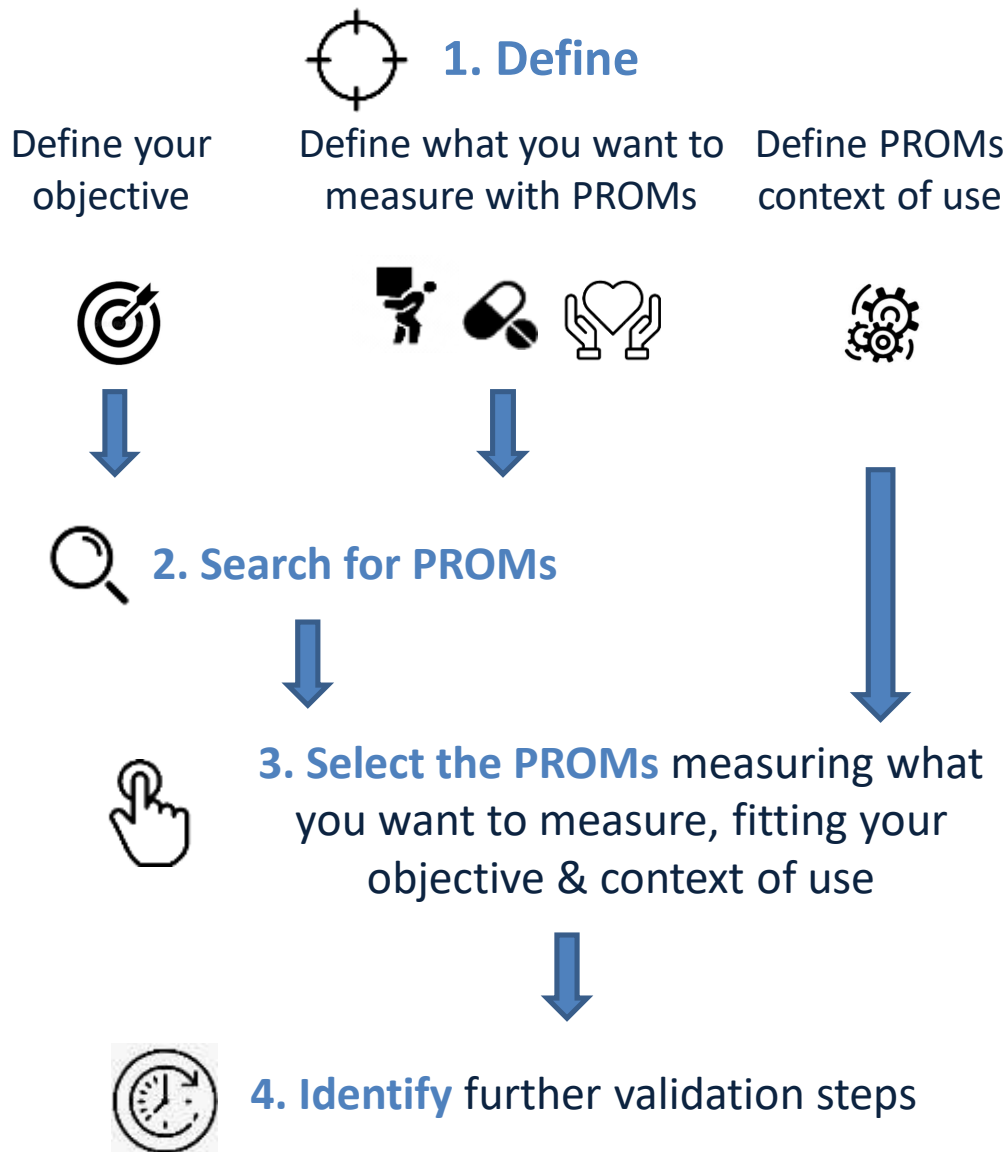 1. Define
Define your
objective
Define what you want to
measure with PROMs
Define PROMs
context of use
2. Search for PROMs
3. Select the PROMs measuring what
you want to measure, fitting your
objective & context of use
4. Identify further validation steps